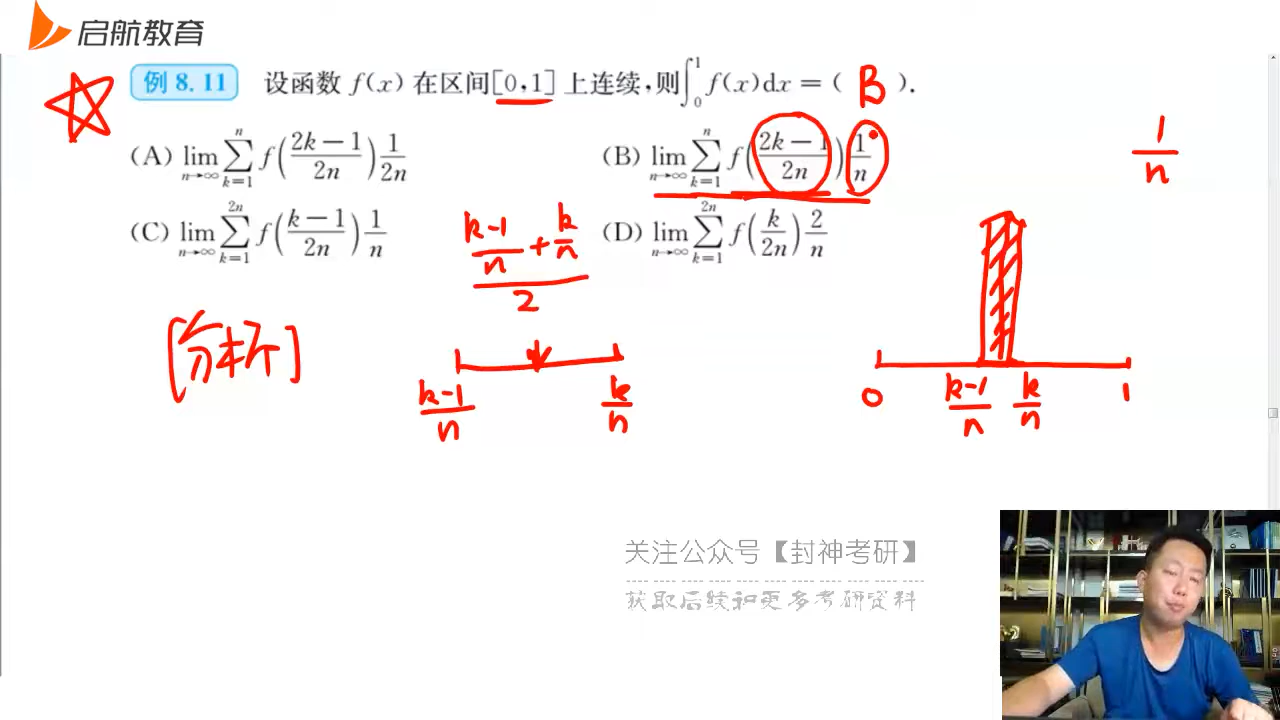 启航教育
例 8.11 设函数 f(x) 在区间[0,1]上连续,则∫₀¹ f(x)dx=( B ).
(A) lim_{n→∞} ∑_{k=1}^{n} f((2k−1)/(2n)) 1/(2n)
(B) lim_{n→∞} ∑_{k=1}^{n} f((2k−1)/(2n)) 1/n
1/n
(C) lim_{n→∞} ∑_{k=1}^{2n} f((k−1)/(2n)) 1/n
(D) lim_{n→∞} ∑_{k=1}^{2n} f(k/(2n)) 2/n
((k-1)/n + k/n)/2
[分析]
(k-1)/n k/n
0 (k-1)/n k/n 1
关注公众号【封神考研】
获取后续和更多考研资料